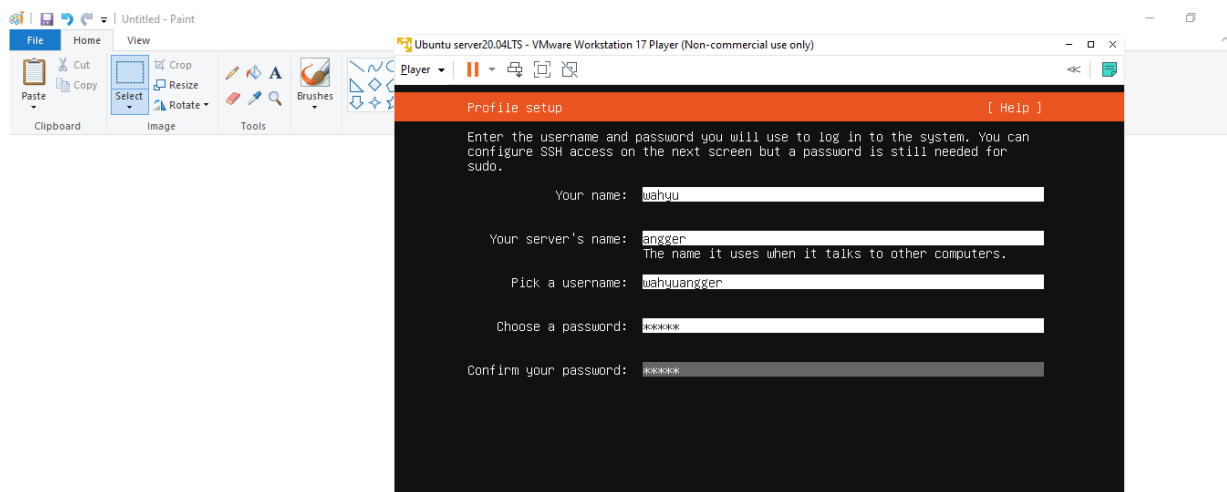 Untitled - Paint
File Home View
Paste
Cut
Copy
Clipboard
Select
Crop
Resize
Rotate
Image
A
Tools
Brushes
Ubuntu server20.04LTS - VMware Workstation 17 Player (Non-commercial use only)
Player
Profile setup [ Help ]
Enter the username and password you will use to log in to the system. You can
configure SSH access on the next screen but a password is still needed for
sudo.
Your name: wahyu
Your server's name: angger
The name it uses when it talks to other computers.
Pick a username: wahyuangger
Choose a password: *****
Confirm your password: *****